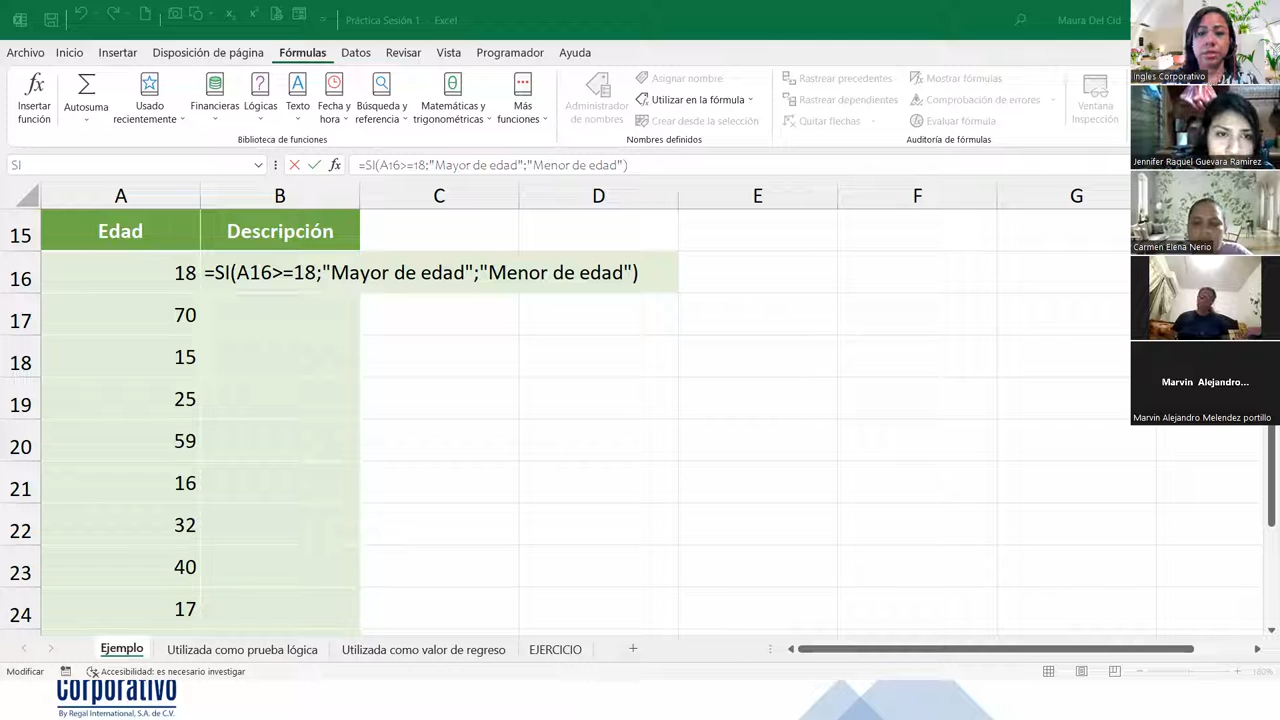 Práctica Sesión 1 - Excel
Maura Del Cid
Archivo Inicio Insertar Disposición de página Fórmulas Datos Revisar Vista Programador Ayuda
Insertar función
Autosuma
Usado recientemente
Financieras
Lógicas
Texto
Fecha y hora
Búsqueda y referencia
Matemáticas y trigonométricas
Más funciones
Biblioteca de funciones
Administrador de nombres
Asignar nombre
Utilizar en la fórmula
Crear desde la selección
Nombres definidos
Rastrear precedentes
Rastrear dependientes
Quitar flechas
Mostrar fórmulas
Comprobación de errores
Evaluar fórmula
Auditoría de fórmulas
Ventana Inspección
SI fx =SI(A16>=18;"Mayor de edad";"Menor de edad")
A B C D E F G
15 Edad Descripción
16 18 =SI(A16>=18;"Mayor de edad";"Menor de edad")
17 70
18 15
19 25
20 59
21 16
22 32
23 40
24 17
Ejemplo Utilizada como prueba lógica Utilizada como valor de regreso EJERCICIO
Modificar Accesibilidad: es necesario investigar 180%
Corporativo
By Regal International, S.A. de C.V.
Ingles Corporativo
Jennifer Raquel Guevara Ramirez
Carmen Elena Nerio
Marvin Alejandro...
Marvin Alejandro Melendez portillo